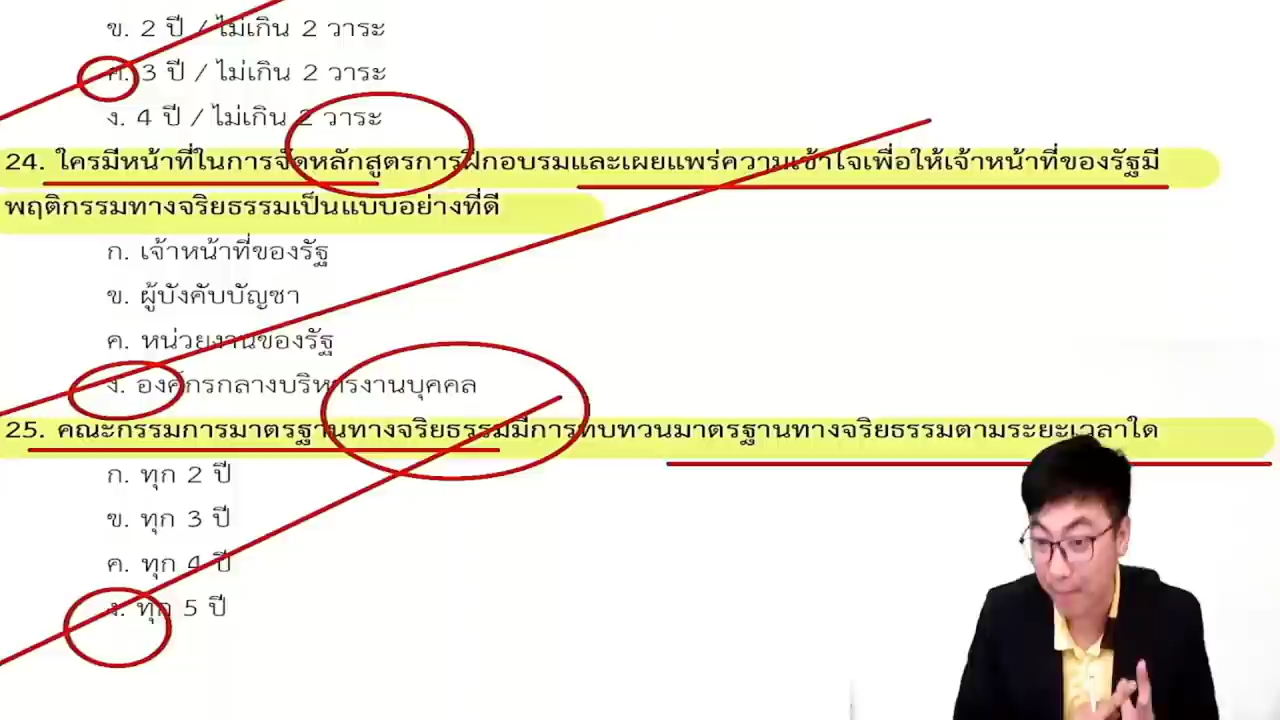 ข. 2 ปี / ไม่เกิน 2 วาระ
ค. 3 ปี / ไม่เกิน 2 วาระ
ง. 4 ปี / ไม่เกิน 2 วาระ
24. ใครมีหน้าที่ในการจัดหลักสูตรการฝึกอบรมและเผยแพร่ความเข้าใจเพื่อให้เจ้าหน้าที่ของรัฐมี
พฤติกรรมทางจริยธรรมเป็นแบบอย่างที่ดี
ก. เจ้าหน้าที่ของรัฐ
ข. ผู้บังคับบัญชา
ค. หน่วยงานของรัฐ
ง. องค์กรกลางบริหารงานบุคคล
25. คณะกรรมการมาตรฐานทางจริยธรรมมีการทบทวนมาตรฐานทางจริยธรรมตามระยะเวลาใด
ก. ทุก 2 ปี
ข. ทุก 3 ปี
ค. ทุก 4 ปี
ง. ทุก 5 ปี